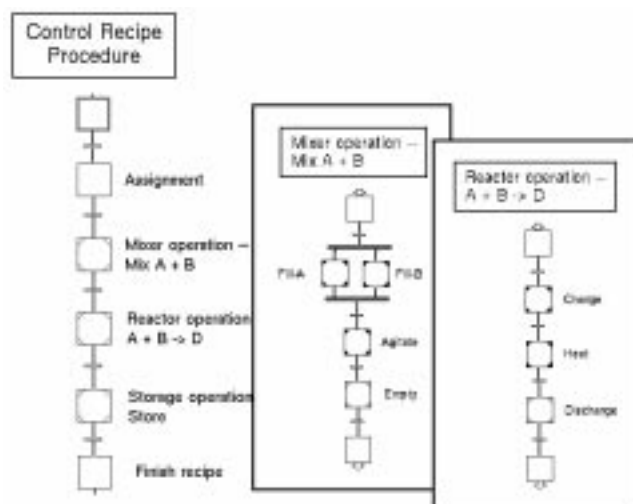 Control Recipe
Procedure
Assignment
Mixer operation –
Mix A + B
Reactor operation
A + B -> D
Storage operation
Store
Finish recipe
Mixer operation –
Mix A + B
Fill-A
Fill-B
Agitate
Empty
Reactor operation –
A + B -> D
Charge
Heat
Discharge